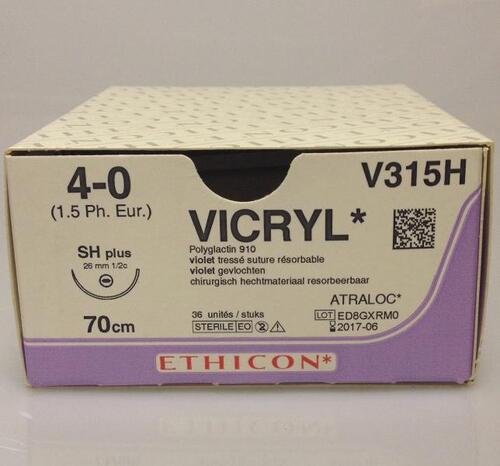 4-0
(1.5 Ph. Eur.)
SH plus
26 mm 1/2c
70cm
V315H
VICRYL*
Polyglactin 910
violet tressé suture résorbable
violet gevlochten
chirurgisch hechtmateriaal resorbeerbaar
ATRALOC*
36 unités / stuks
STERILE EO 2
LOT ED8GXRM0
2017-06
ETHICON*